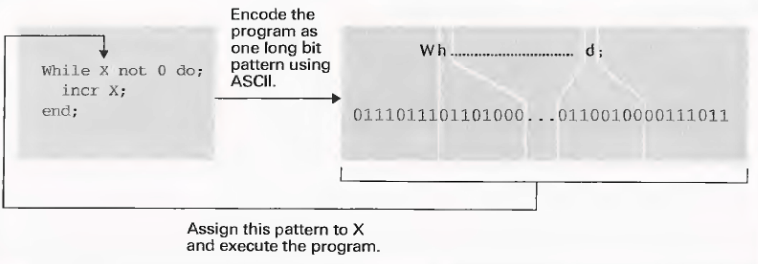 Encode the
program as
one long bit
pattern using
ASCII.
While X not 0 do;
incr X;
end;
Wh.............................. d;
0111011101101000...0110010000111011
Assign this pattern to X
and execute the program.